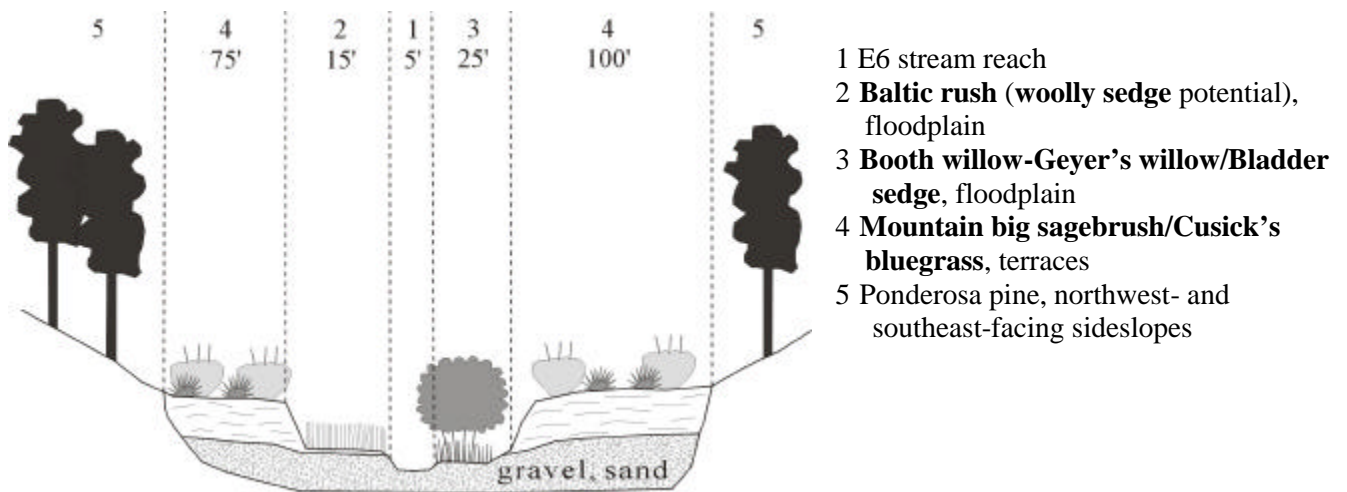 5 4 2 1 3 4 5
75' 15' 5' 25' 100'
gravel, sand
1 E6 stream reach
2 Baltic rush (woolly sedge potential),
floodplain
3 Booth willow-Geyer's willow/Bladder
sedge, floodplain
4 Mountain big sagebrush/Cusick's
bluegrass, terraces
5 Ponderosa pine, northwest- and
southeast-facing sideslopes